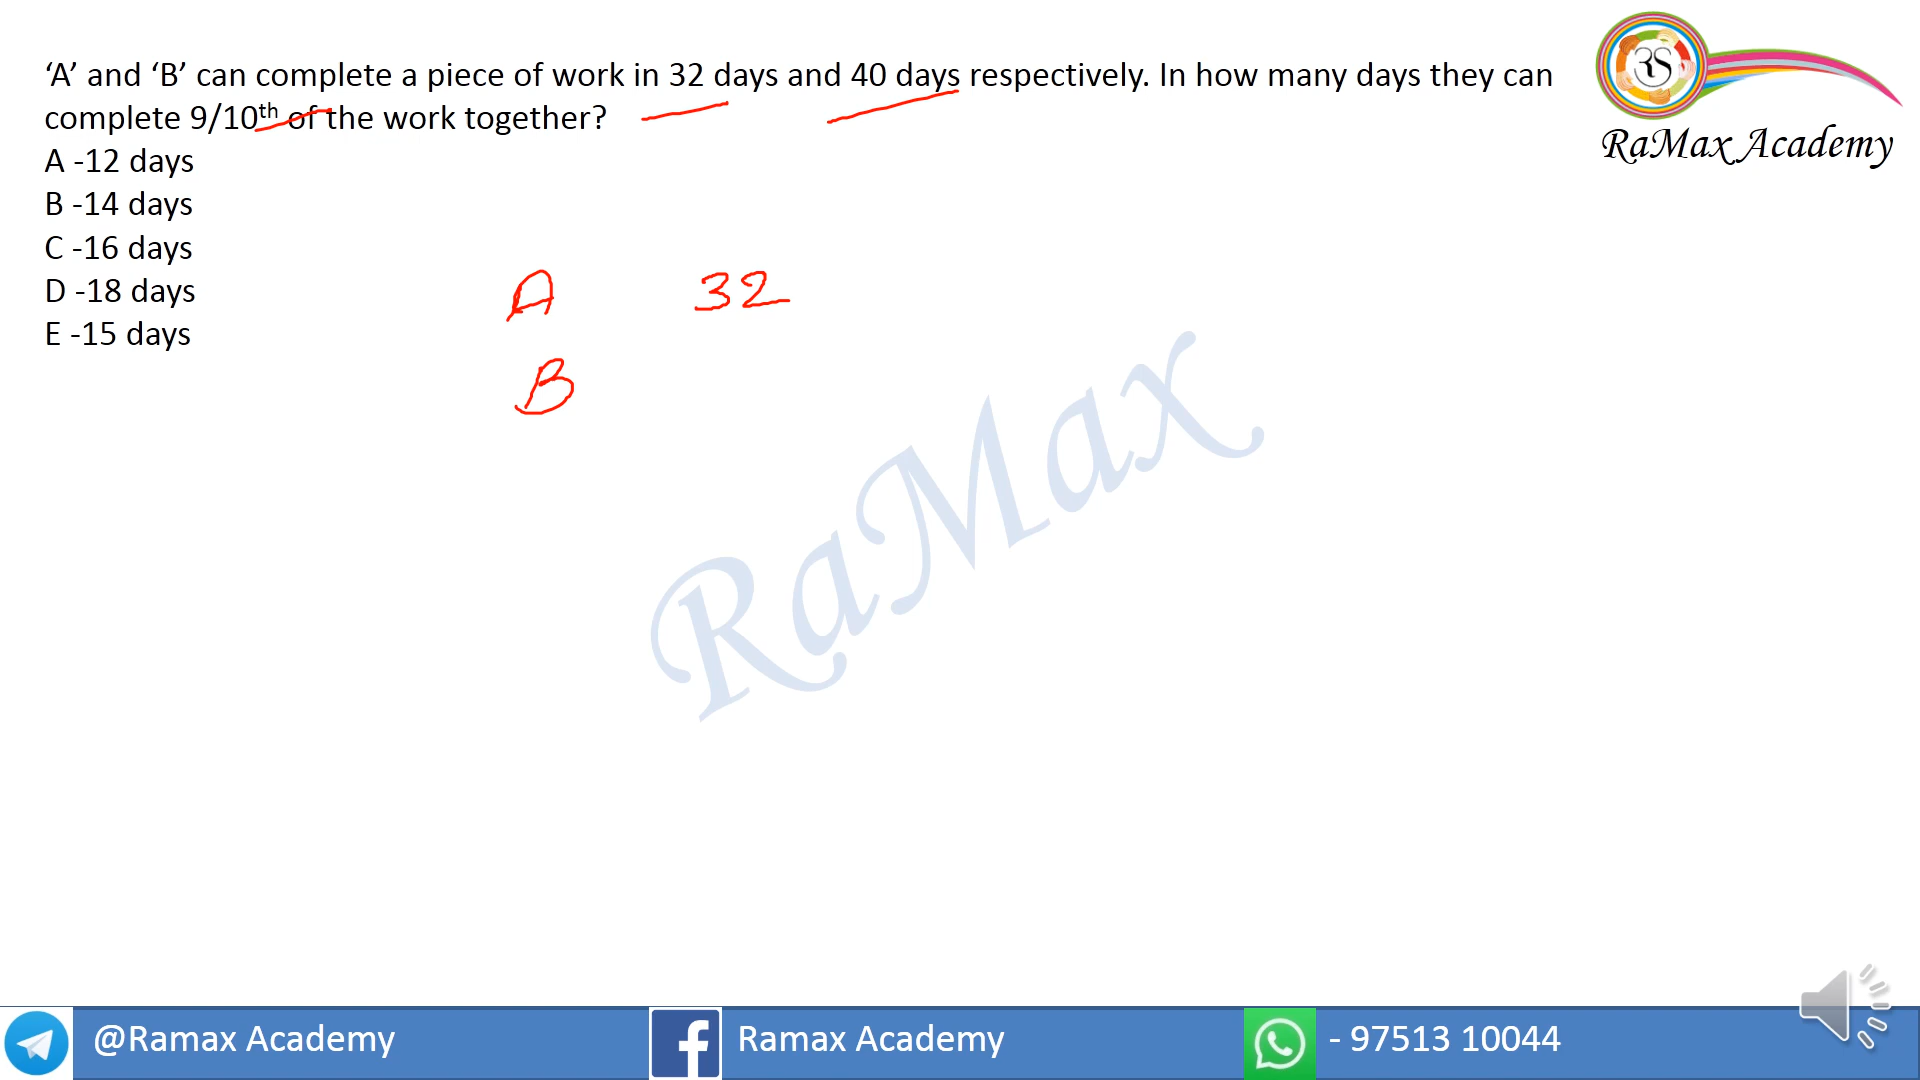 ‘A’ and ‘B’ can complete a piece of work in 32 days and 40 days respectively. In how many days they can
complete 9/10th of the work together?
A -12 days
B -14 days
C -16 days
D -18 days
E -15 days
A 32
B
RaMax
RS
RaMax Academy
@Ramax Academy
Ramax Academy
- 97513 10044